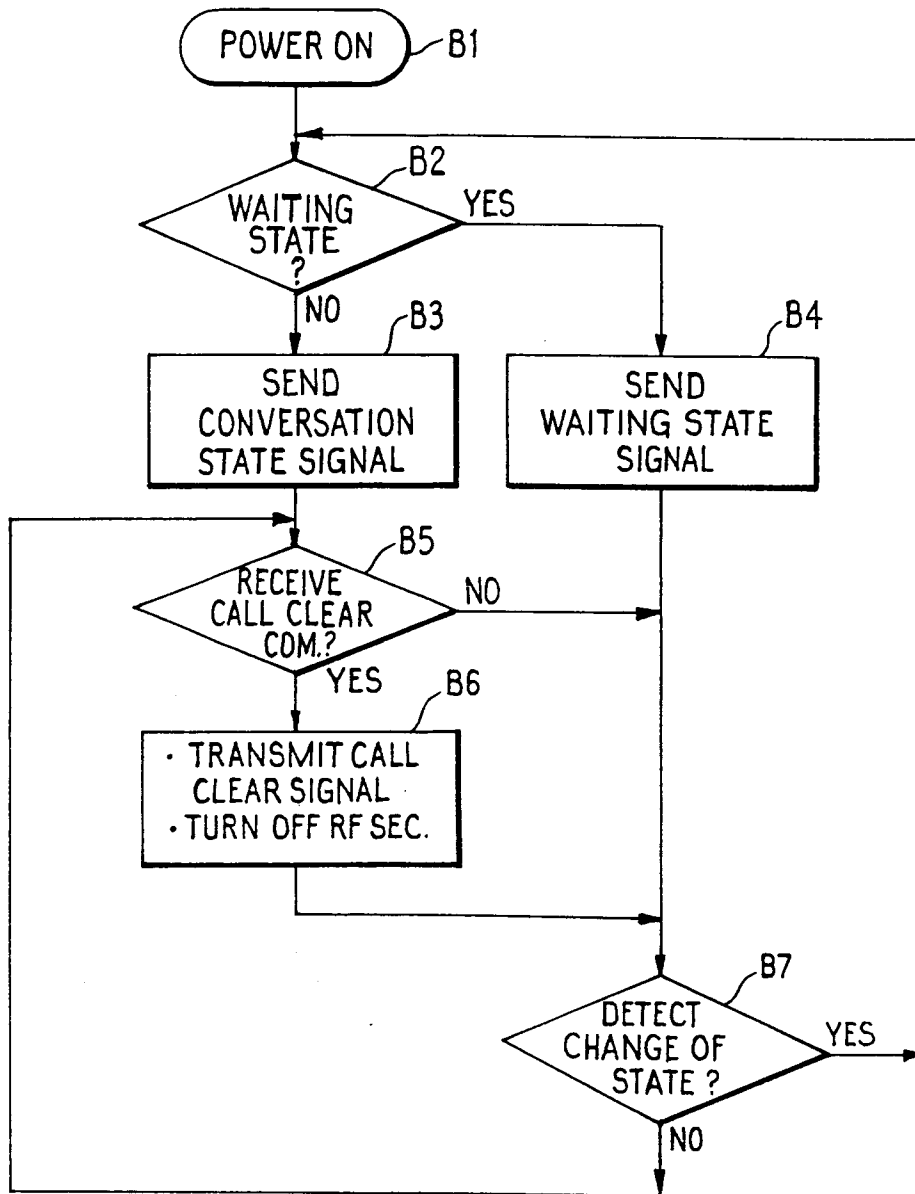 POWER ON
B1
B2
WAITING
STATE
?
YES
NO
B3
SEND
CONVERSATION
STATE SIGNAL
B4
SEND
WAITING STATE
SIGNAL
B5
RECEIVE
CALL CLEAR
COM.?
NO
YES
B6
· TRANSMIT CALL
CLEAR SIGNAL
· TURN OFF RF SEC.
B7
DETECT
CHANGE OF
STATE ?
YES
NO